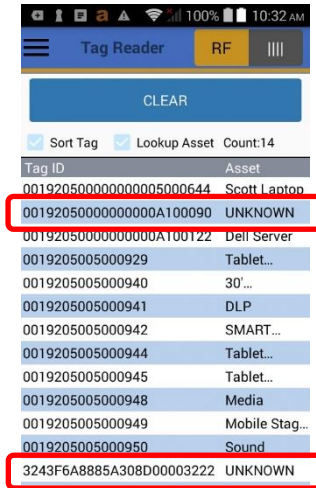 100% 10:32 AM
Tag Reader RF
CLEAR
Sort Tag Lookup Asset Count:14
Tag ID Asset
00192050000000005000644 Scott Laptop
00192050000000000A100090 UNKNOWN
00192050000000000A100122 Dell Server
0019205005000929 Tablet...
0019205005000940 30'...
0019205005000941 DLP
0019205005000942 SMART...
0019205005000944 Tablet...
0019205005000945 Tablet...
0019205005000948 Media
0019205005000949 Mobile Stag...
0019205005000950 Sound
3243F6A8885A308D00003222 UNKNOWN